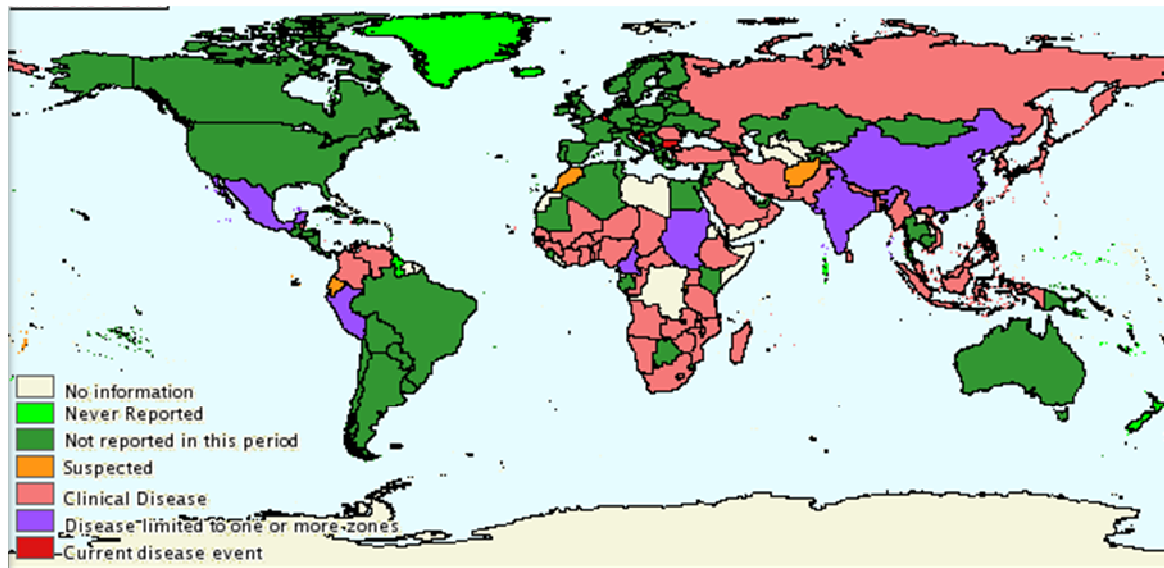 No information
Never Reported
Not reported in this period
Suspected
Clinical Disease
Disease limited to one or more zones
Current disease event